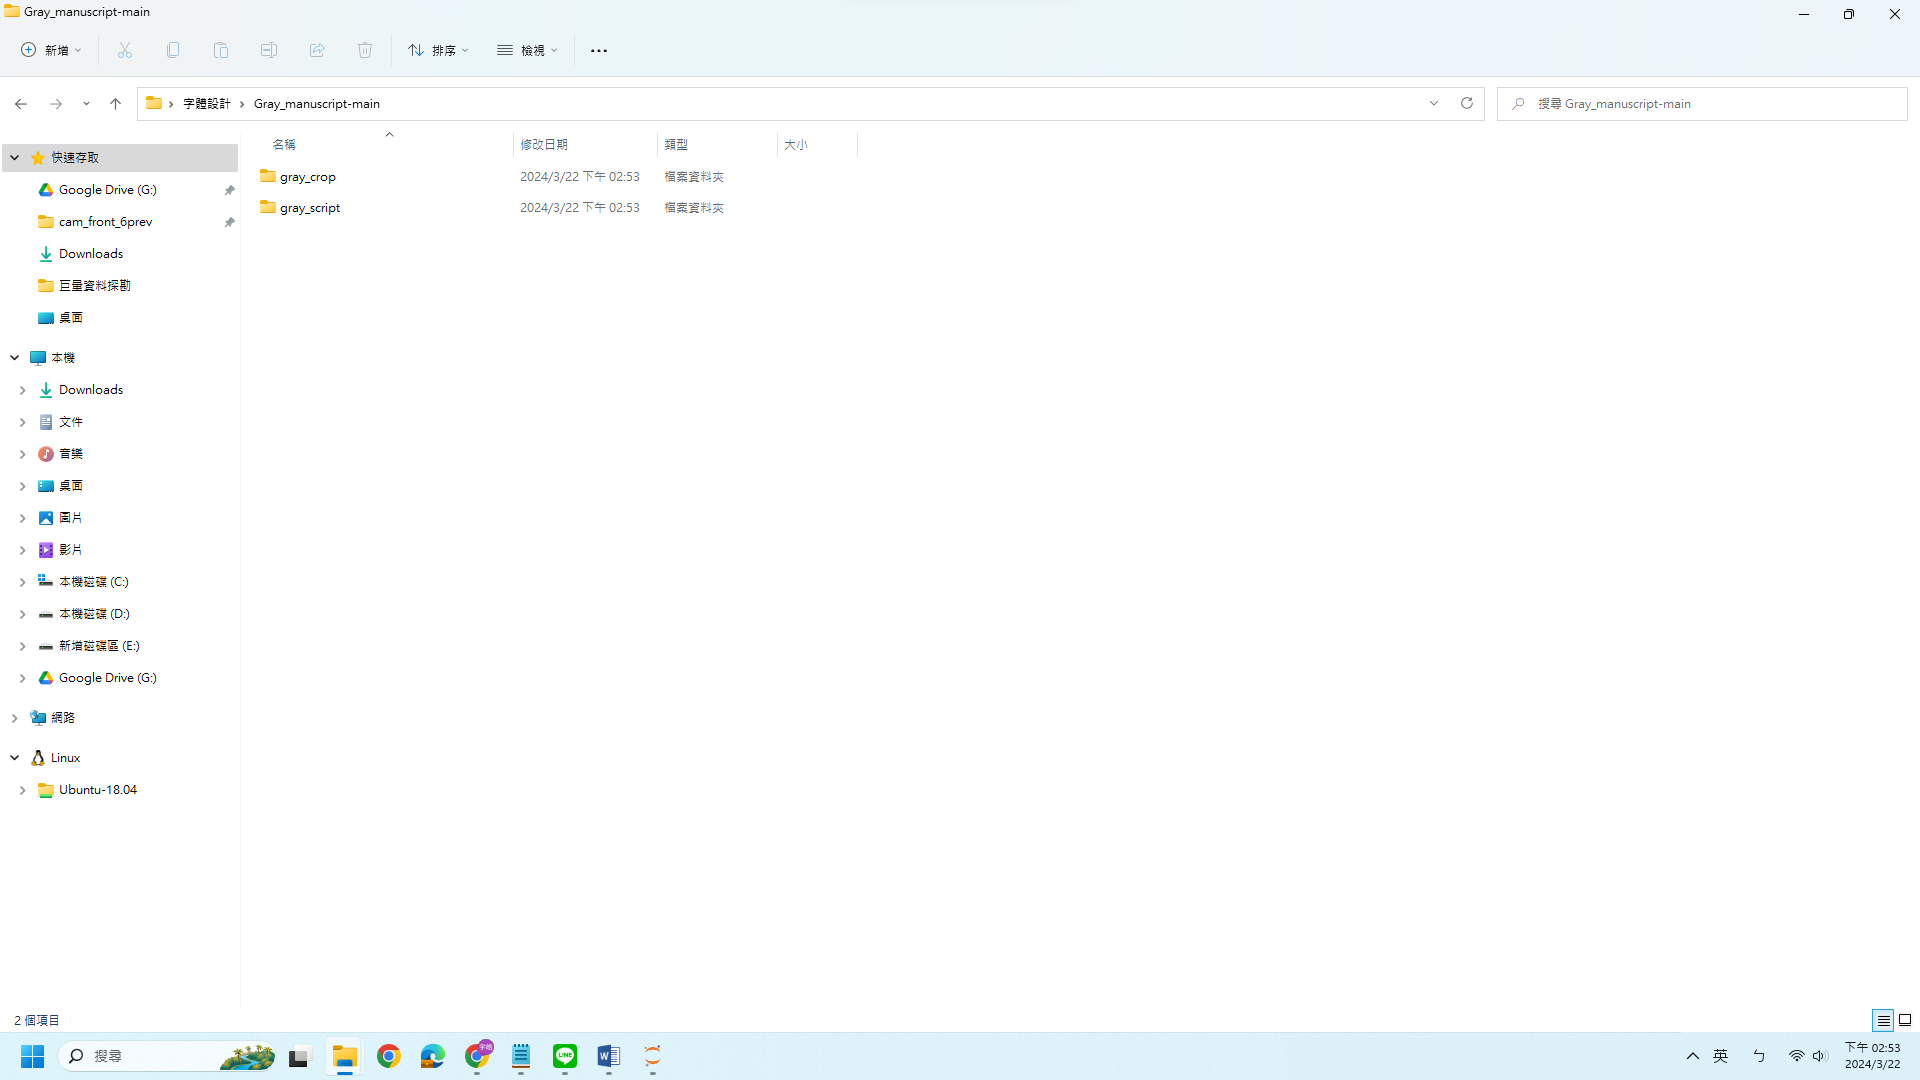 Gray_manuscript-main
新增
排序
檢視
字體設計
Gray_manuscript-main
搜尋 Gray_manuscript-main
名稱
修改日期
類型
大小
gray_crop
2024/3/22 下午 02:53
檔案資料夾
gray_script
2024/3/22 下午 02:53
檔案資料夾
快速存取
Google Drive (G:)
cam_front_6prev
Downloads
巨量資料探勘
桌面
本機
Downloads
文件
音樂
桌面
圖片
影片
本機磁碟 (C:)
本機磁碟 (D:)
新增磁碟區 (E:)
Google Drive (G:)
網路
Linux
Ubuntu-18.04
2 個項目
搜尋
宇皓
LINE
W
英
ㄅ
下午 02:53
2024/3/22